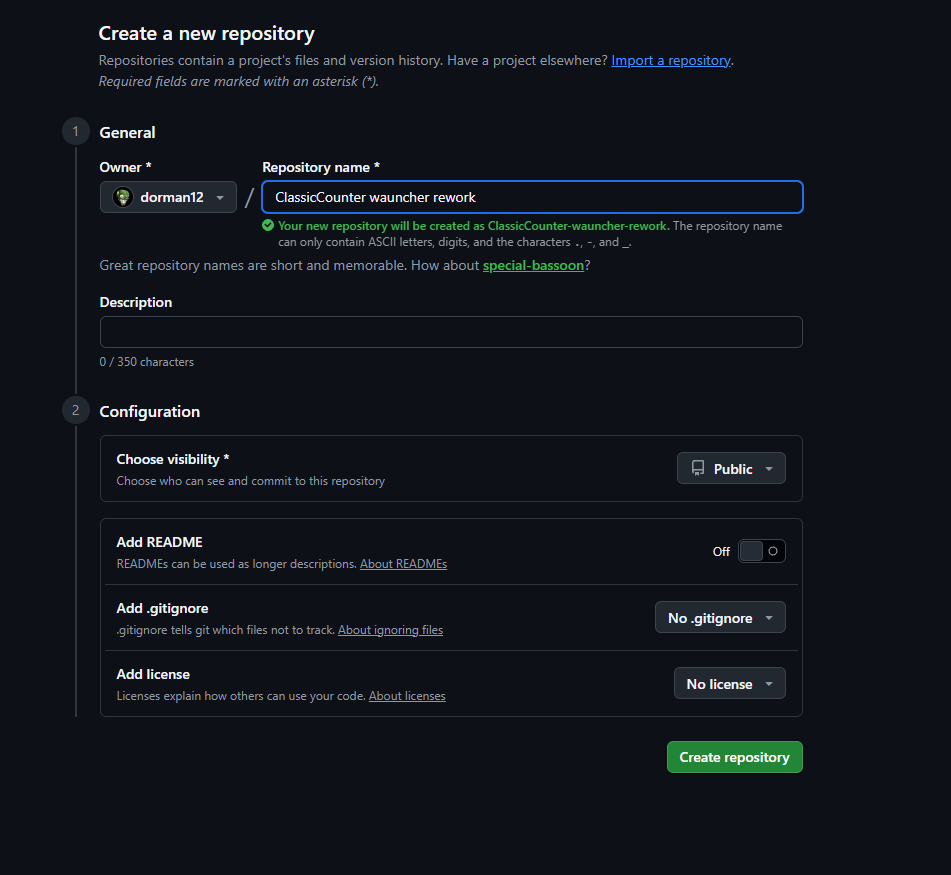 Create a new repository
Repositories contain a project's files and version history. Have a project elsewhere? Import a repository.
Required fields are marked with an asterisk (*).
1
General
Owner *
Repository name *
dorman12
/
ClassicCounter wauncher rework
Your new repository will be created as ClassicCounter-wauncher-rework. The repository name
can only contain ASCII letters, digits, and the characters ., -, and _.
Great repository names are short and memorable. How about special-bassoon?
Description
0 / 350 characters
2
Configuration
Choose visibility *
Public
Choose who can see and commit to this repository
Add README
Off
READMEs can be used as longer descriptions. About READMEs
Add .gitignore
No .gitignore
.gitignore tells git which files not to track. About ignoring files
Add license
No license
Licenses explain how others can use your code. About licenses
Create repository